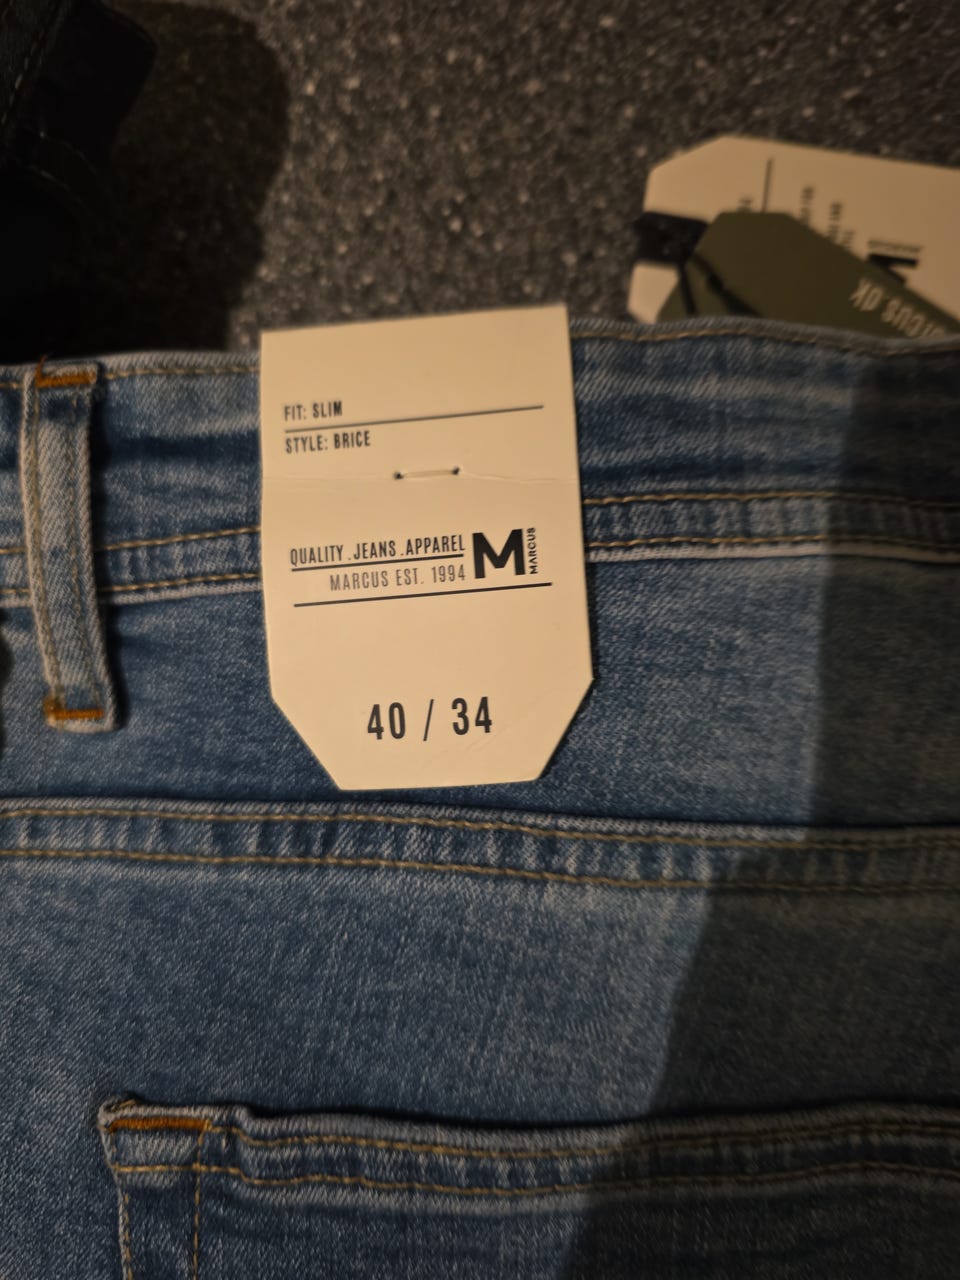 FIT: SLIM
STYLE: BRICE
QUALITY .JEANS .APPAREL
MARCUS EST. 1994
M
MARCUS
40 / 34